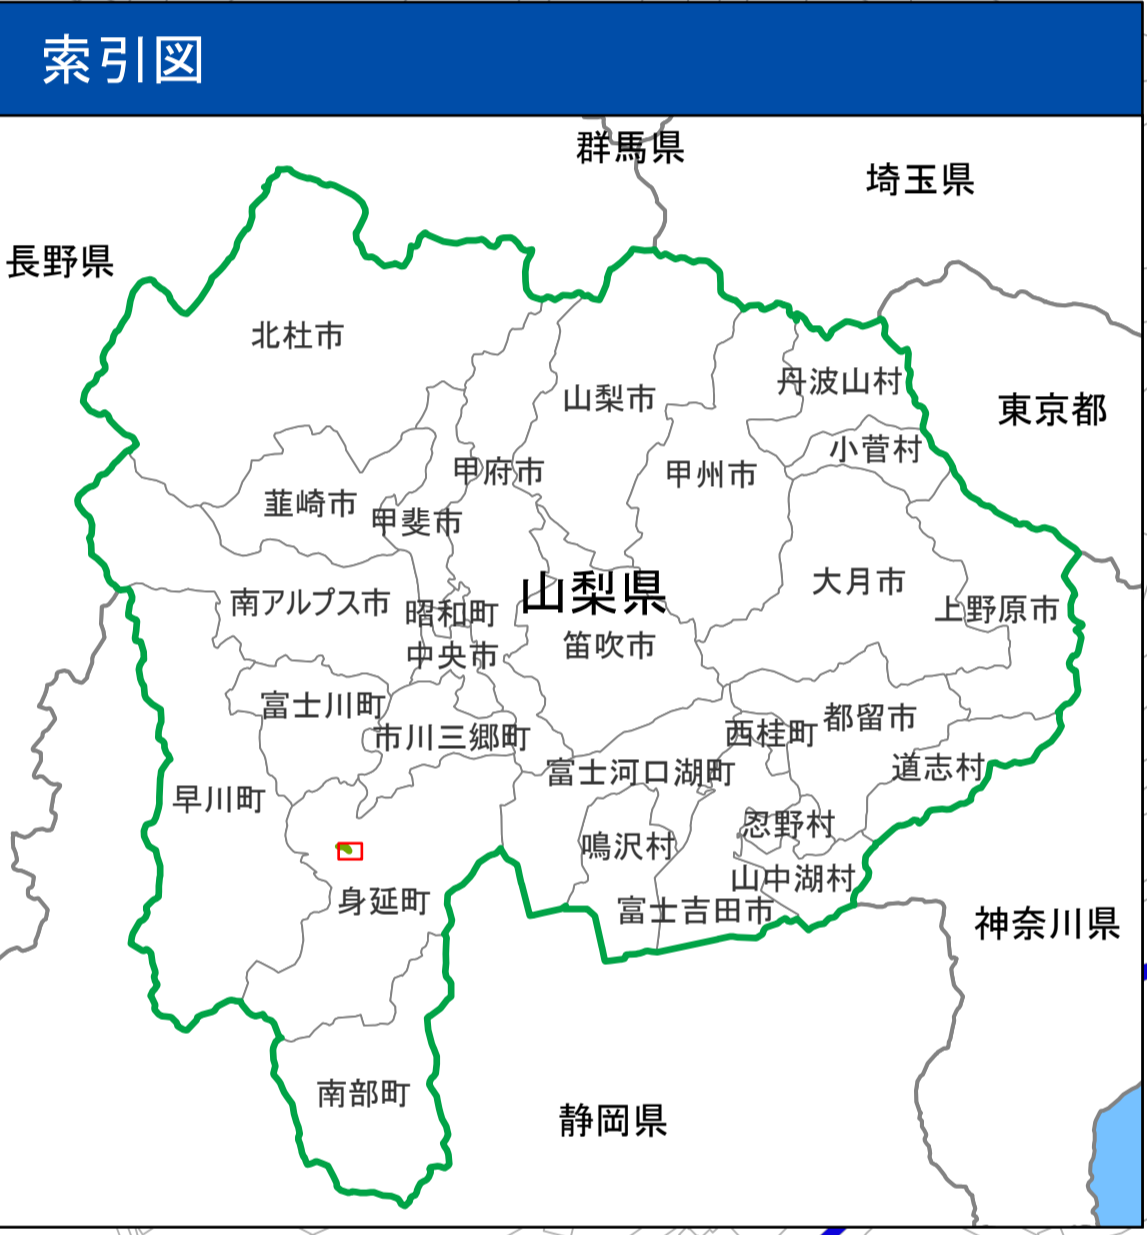 索引図
群馬県
埼玉県
長野県
北杜市
丹波山村
山梨市
東京都
小菅村
甲府市
甲州市
韮崎市
甲斐市
大月市
山梨県
南アルプス市
昭和町
上野原市
笛吹市
中央市
富士川町
都留市
西桂町
市川三郷町
道志村
富士河口湖町
早川町
忍野村
鳴沢村
山中湖村
身延町
富士吉田市
神奈川県
南部町
静岡県